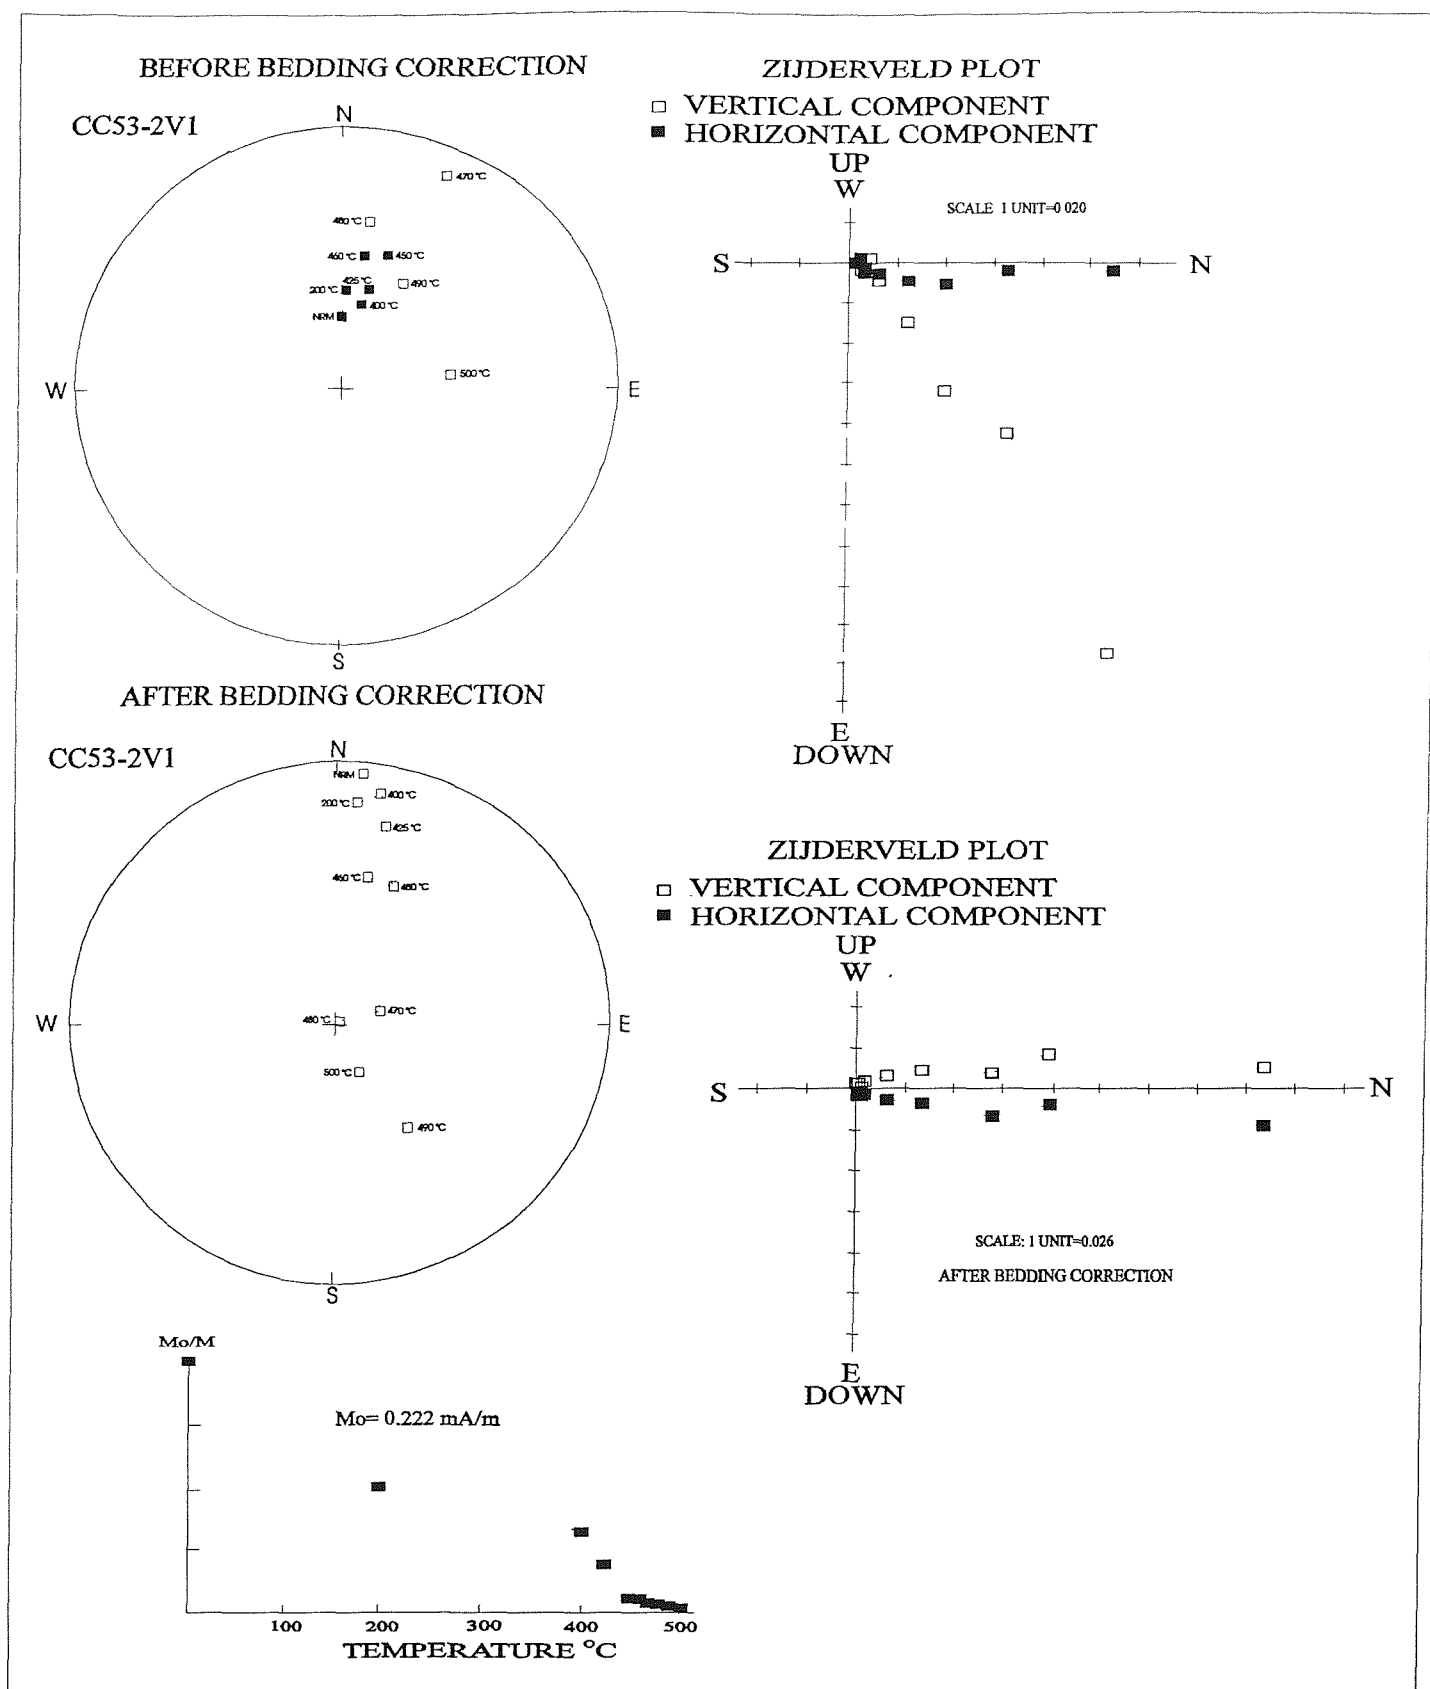 BEFORE BEDDING CORRECTION
CC53-2V1
N
470 °C
480 °C
460 °C
450 °C
425 °C
490 °C
200 °C
400 °C
NRM
500 °C
W
E
S
ZIJDERVELD PLOT
VERTICAL COMPONENT
HORIZONTAL COMPONENT
UP
W
SCALE 1 UNIT=0 020
S
N
E
DOWN
AFTER BEDDING CORRECTION
CC53-2V1
N
NRM
400 °C
200 °C
425 °C
460 °C
470 °C
500 °C
490 °C
W
E
S
ZIJDERVELD PLOT
VERTICAL COMPONENT
HORIZONTAL COMPONENT
UP
W
S
N
SCALE: 1 UNIT=0.026
AFTER BEDDING CORRECTION
E
DOWN
Mo/M
Mo= 0.222 mA/m
100 200 300 400 500
TEMPERATURE °C